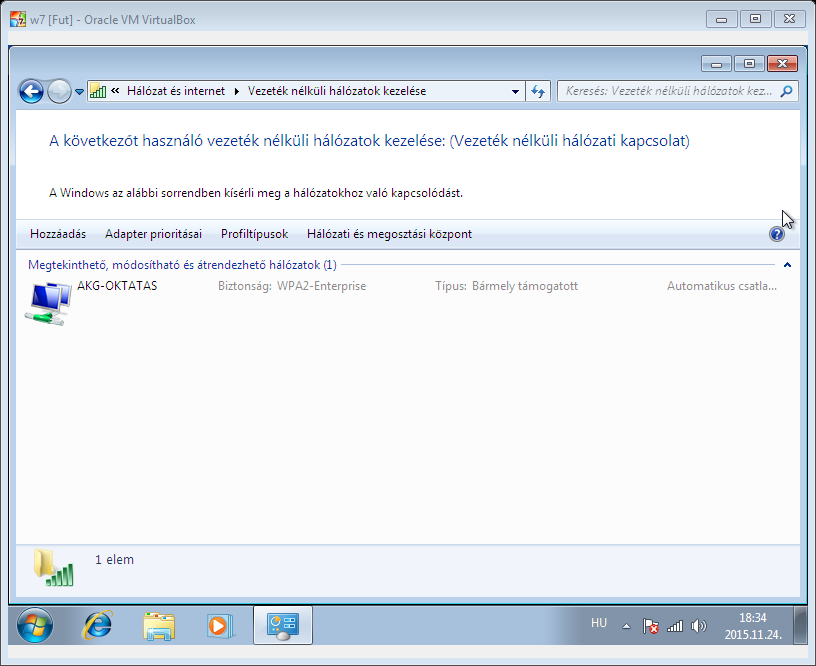 w7 [Fut] - Oracle VM VirtualBox
« Hálózat és internet Vezeték nélküli hálózatok kezelése Keresés: Vezeték nélküli hálózatok kez...
A következőt használó vezeték nélküli hálózatok kezelése: (Vezeték nélküli hálózati kapcsolat)
A Windows az alábbi sorrendben kísérli meg a hálózatokhoz való kapcsolódást.
Hozzáadás Adapter prioritásai Profiltípusok Hálózati és megosztási központ
Megtekinthető, módosítható és átrendezhető hálózatok (1)
AKG-OKTATAS Biztonság: WPA2-Enterprise Típus: Bármely támogatott Automatikus csatla...
1 elem
HU 18:34
2015.11.24.